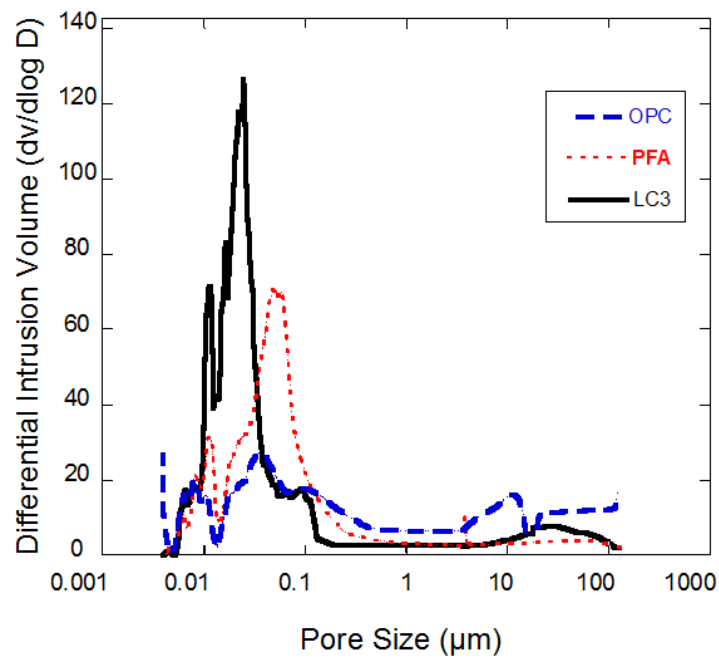 Differential Intrusion Volume (dv/dlog D)
140
120
100
80
60
40
20
0
OPC
PFA
LC3
0.001 0.01 0.1 1 10 100 1000
Pore Size (µm)